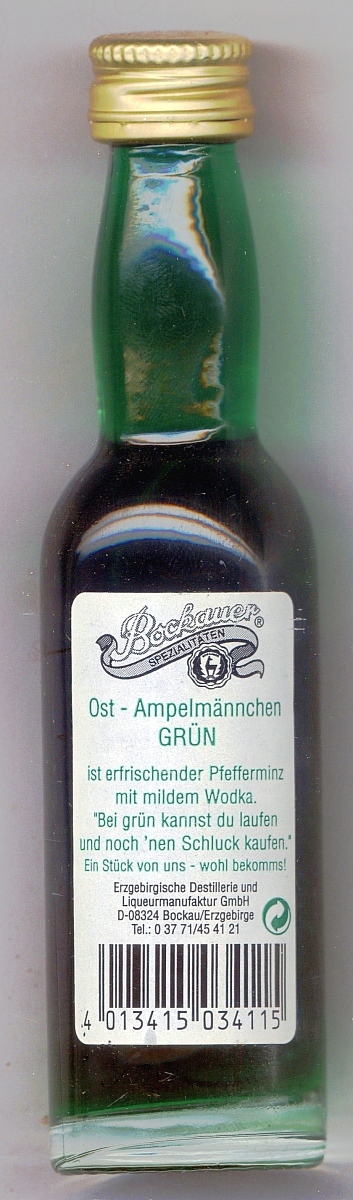 Bockauer ®
SPEZIALITÄTEN
Ost - Ampelmännchen
GRÜN
ist erfrischender Pfefferminz
mit mildem Wodka.
"Bei grün kannst du laufen
und noch 'nen Schluck kaufen."
Ein Stück von uns - wohl bekomms!
Erzgebirgische Destillerie und
Liqueurmanufaktur GmbH
D-08324 Bockau/Erzgebirge
Tel.: 0 37 71/45 41 21
4 013415 034115